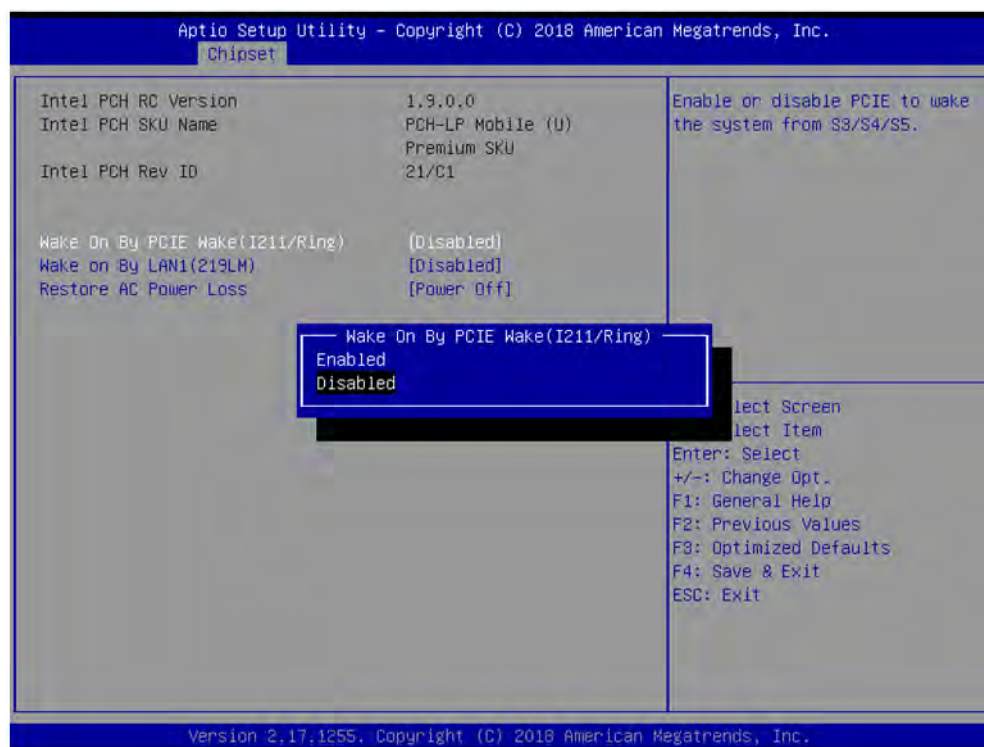 Aptio Setup Utility – Copyright (C) 2018 American Megatrends, Inc.
Chipset
Intel PCH RC Version 1.9.0.0
Intel PCH SKU Name PCH-LP Mobile (U)
Premium SKU
Intel PCH Rev ID 21/C1
Wake On By PCIE Wake(I211/Ring) [Disabled]
Wake on By LAN1(219LM) [Disabled]
Restore AC Power Loss [Power Off]
Wake On By PCIE Wake(I211/Ring)
Enabled
Disabled
Enable or disable PCIE to wake
the system from S3/S4/S5.
lect Screen
lect Item
Enter: Select
+/-: Change Opt.
F1: General Help
F2: Previous Values
F3: Optimized Defaults
F4: Save & Exit
ESC: Exit
Version 2.17.1255. Copyright (C) 2018 American Megatrends, Inc.